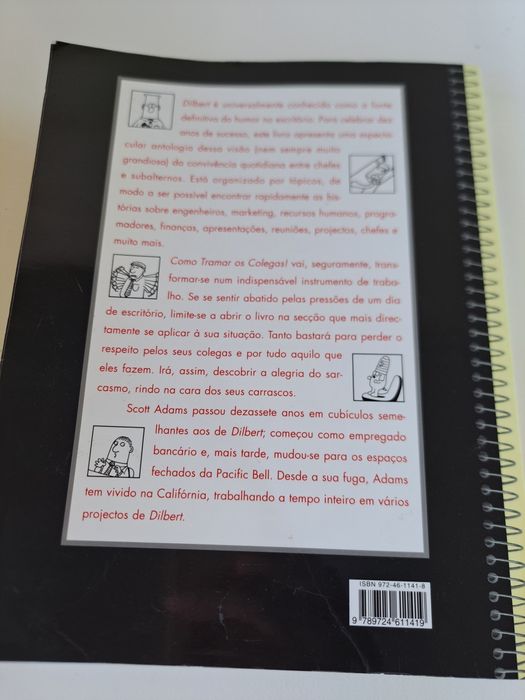 Dilbert é universalmente conhecido como a fonte
definitiva do humor no escritório. Para celebrar dez
anos de sucesso, este livro apresenta uma espectacular
cular antologia dessa visão (nem sempre muito
grandiosa) da convivência quotidiana entre chefes
e subalternos. Está organizado por tópicos, de
modo a ser possível encontrar rapidamente as his-
tórias sobre engenheiros, marketing, recursos humanos, progra-
madores, finanças, apresentações, reuniões, projectos, chefes e
muito mais.
Como Tramar os Colegas! vai, seguramente, trans-
formar-se num indispensável instrumento de traba-
lho. Se se sentir abatido pelas pressões de um dia
de escritório, limite-se a abrir o livro na secção que mais direc-
tamente se aplicar à sua situação. Tanto bastará para perder o
respeito pelos seus colegas e por tudo aquilo que
eles fazem. Irá, assim, descobrir a alegria do sar-
casmo, rindo na cara dos seus carrascos.
Scott Adams passou dezassete anos em cubículos seme-
lhantes aos de Dilbert; começou como empregado
bancário e, mais tarde, mudou-se para os espaços
fechados da Pacific Bell. Desde a sua fuga, Adams
tem vivido na Califórnia, trabalhando a tempo inteiro em vários
projectos de Dilbert.
ISBN 972-46-1141-8
9 789724 611419